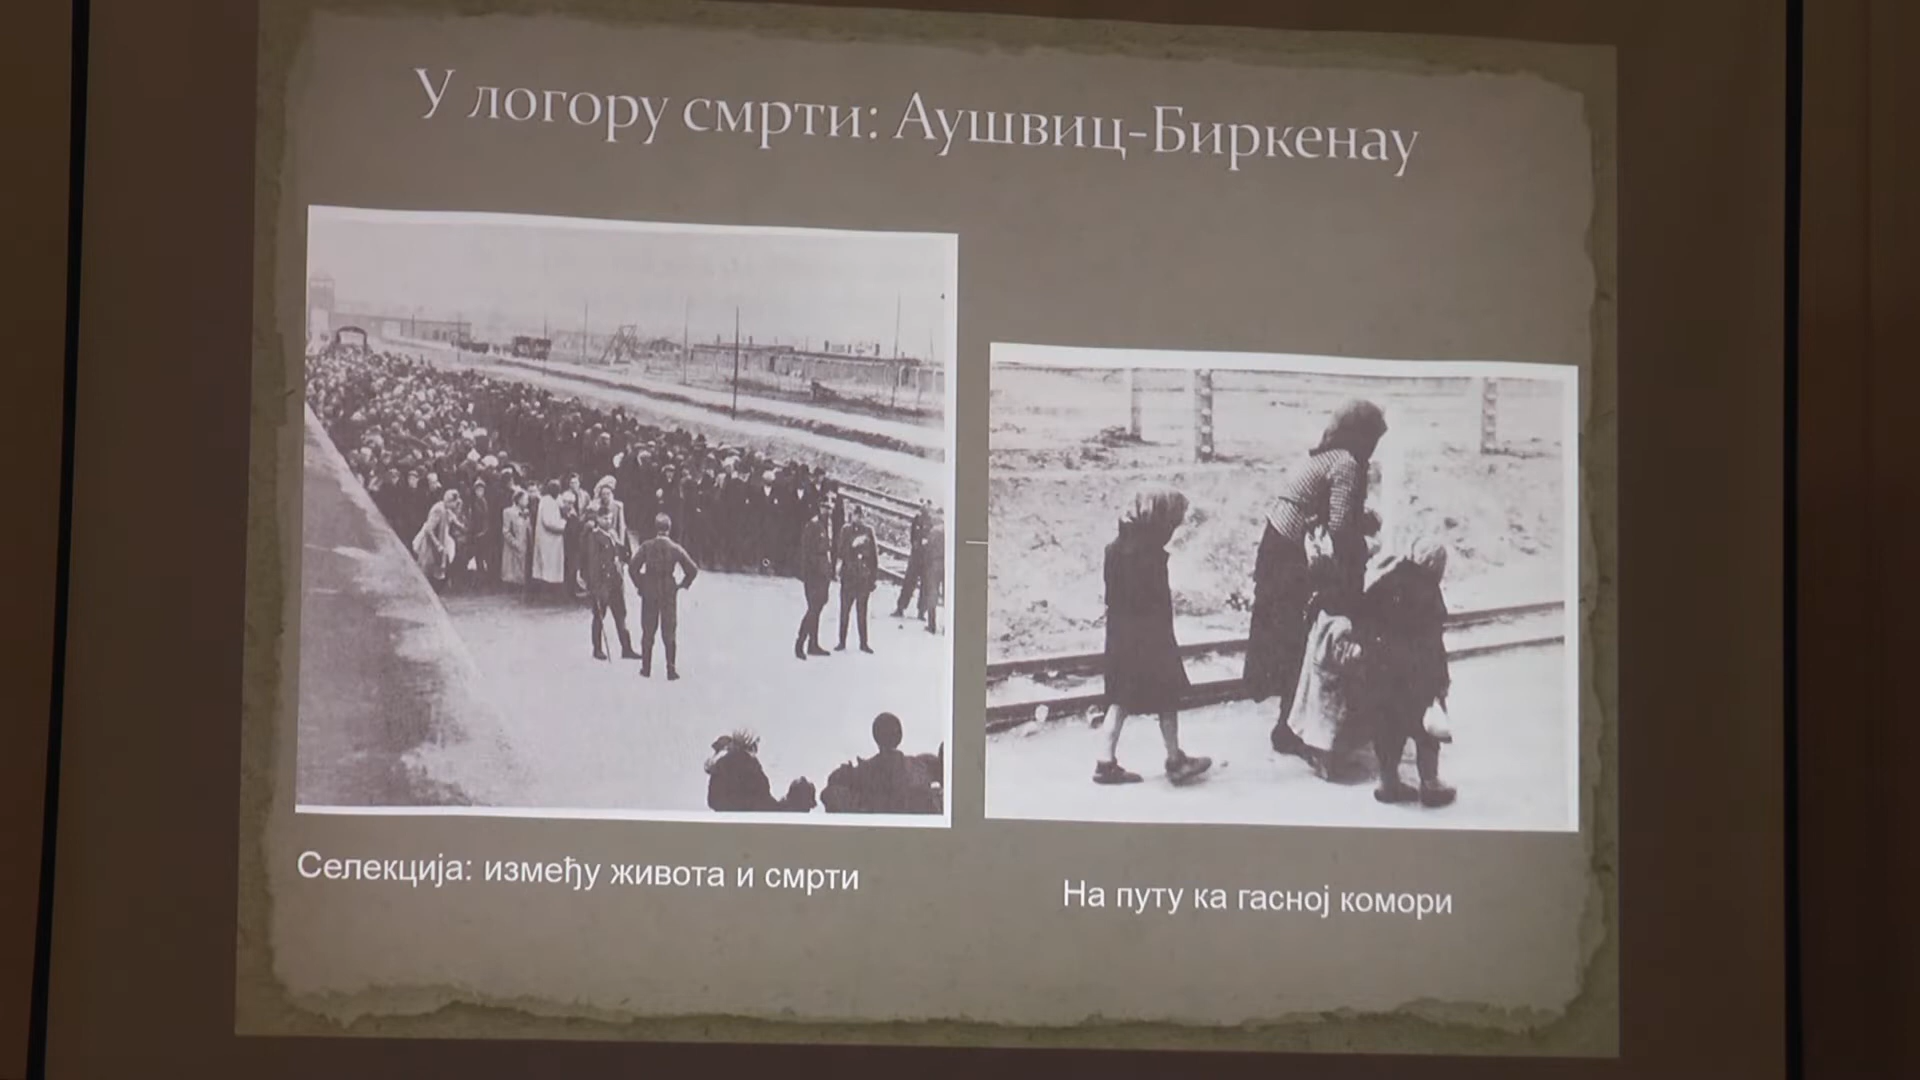 У логору смрти: Аушвиц-Биркенау
Селекција: између живота и смрти
На путу ка гасној комори